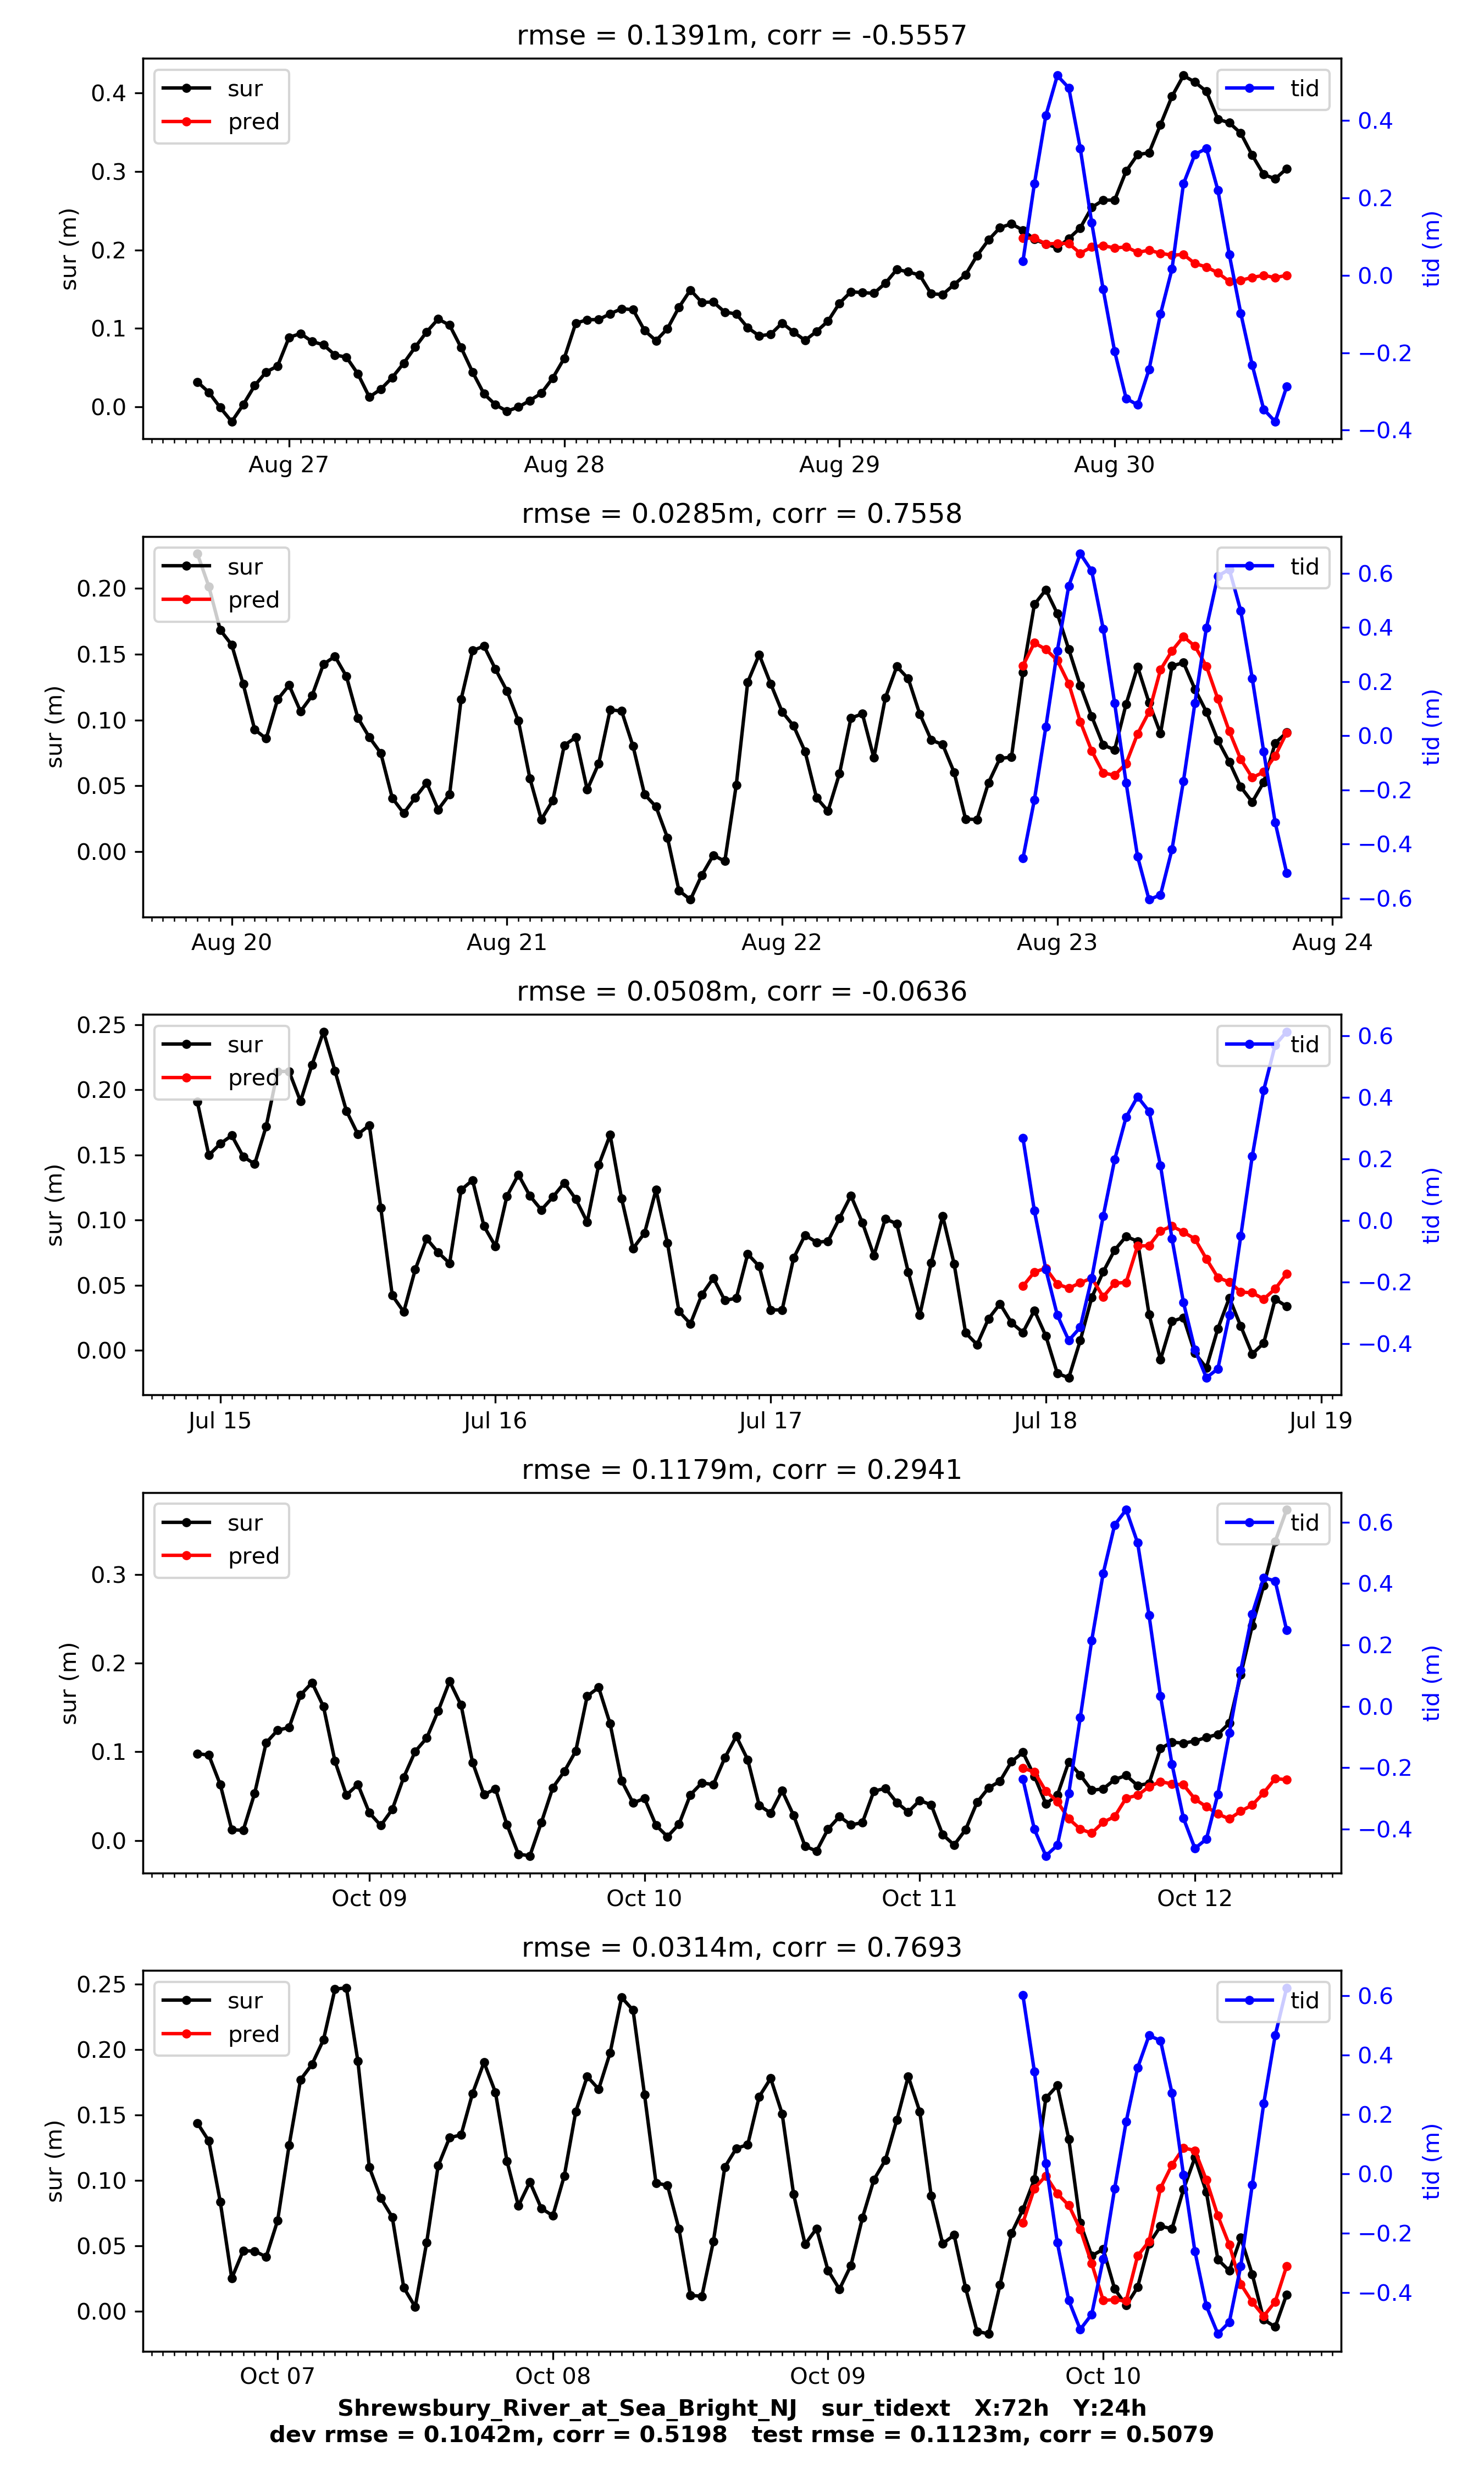 rmse = 0.1391m, corr = -0.5557
sur
pred
tid
0.4
0.3
0.2
0.1
0.0
sur (m)
0.4
0.2
0.0
−0.2
−0.4
tid (m)
Aug 27 Aug 28 Aug 29 Aug 30
rmse = 0.0285m, corr = 0.7558
sur
pred
tid
0.20
0.15
0.10
0.05
0.00
sur (m)
0.6
0.4
0.2
0.0
−0.2
−0.4
−0.6
tid (m)
Aug 20 Aug 21 Aug 22 Aug 23 Aug 24
rmse = 0.0508m, corr = -0.0636
sur
pred
tid
0.25
0.20
0.15
0.10
0.05
0.00
sur (m)
0.6
0.4
0.2
0.0
−0.2
−0.4
tid (m)
Jul 15 Jul 16 Jul 17 Jul 18 Jul 19
rmse = 0.1179m, corr = 0.2941
sur
pred
tid
0.3
0.2
0.1
0.0
sur (m)
0.6
0.4
0.2
0.0
−0.2
−0.4
tid (m)
Oct 09 Oct 10 Oct 11 Oct 12
rmse = 0.0314m, corr = 0.7693
sur
pred
tid
0.25
0.20
0.15
0.10
0.05
0.00
sur (m)
0.6
0.4
0.2
0.0
−0.2
−0.4
tid (m)
Oct 07 Oct 08 Oct 09 Oct 10
Shrewsbury_River_at_Sea_Bright_NJ sur_tidext X:72h Y:24h
dev rmse = 0.1042m, corr = 0.5198 test rmse = 0.1123m, corr = 0.5079